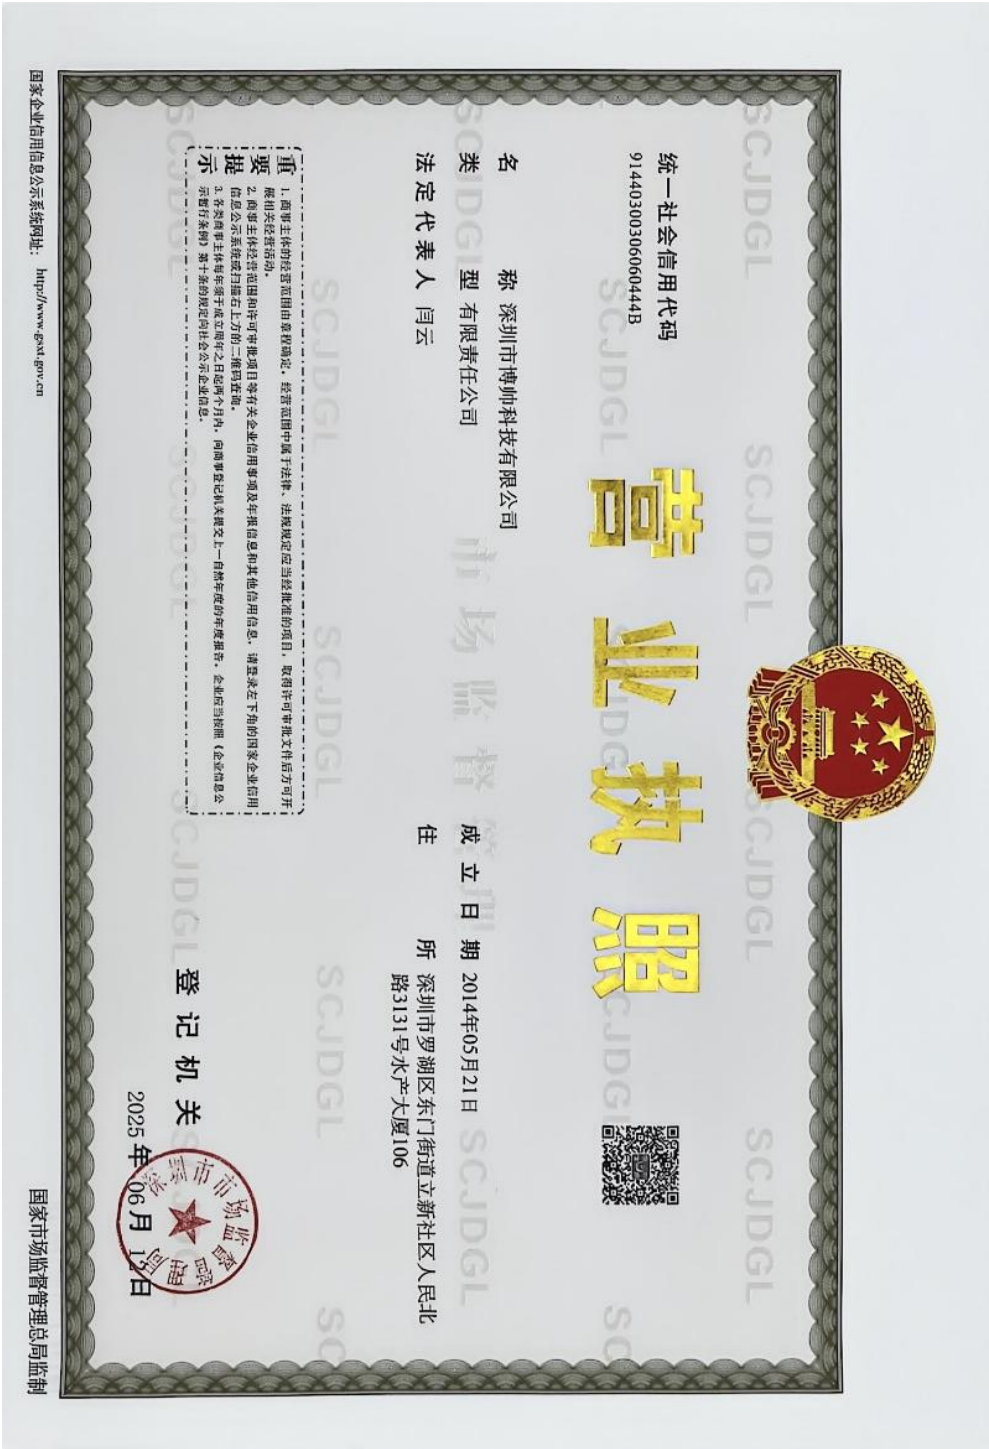 营业执照
统一社会信用代码
91440300306060444B
名称 深圳市博帅科技有限公司
类型 有限责任公司
法定代表人 闫云
成立日期 2014年05月21日
住所 深圳市罗湖区东门街道立新社区人民北
路3131号水产大厦106
重要提示
1. 商事主体的经营范围由章程确定。经营范围中属于法律、法规规定应当经批准的项目，取得许可审批文件后方可开
展相关经营活动。
2. 商事主体经营范围和许可审批项目等有关企业信用事项及年报信息和其他信用信息，请登录左下角的国家企业信用
信息公示系统或扫描右上方的二维码查询。
3. 各类商事主体每年须于成立周年之日起两个月内，向商事登记机关提交上一自然年度的年度报告。企业应当按照《企业信息公
示暂行条例》第十条的规定向社会公示企业信息。
登记机关
深圳市市场监督管理局
2025年06月12日
国家企业信用信息公示系统网址： http://www.gsxt.gov.cn
国家市场监督管理总局监制
SCJDGL
市场监督管理